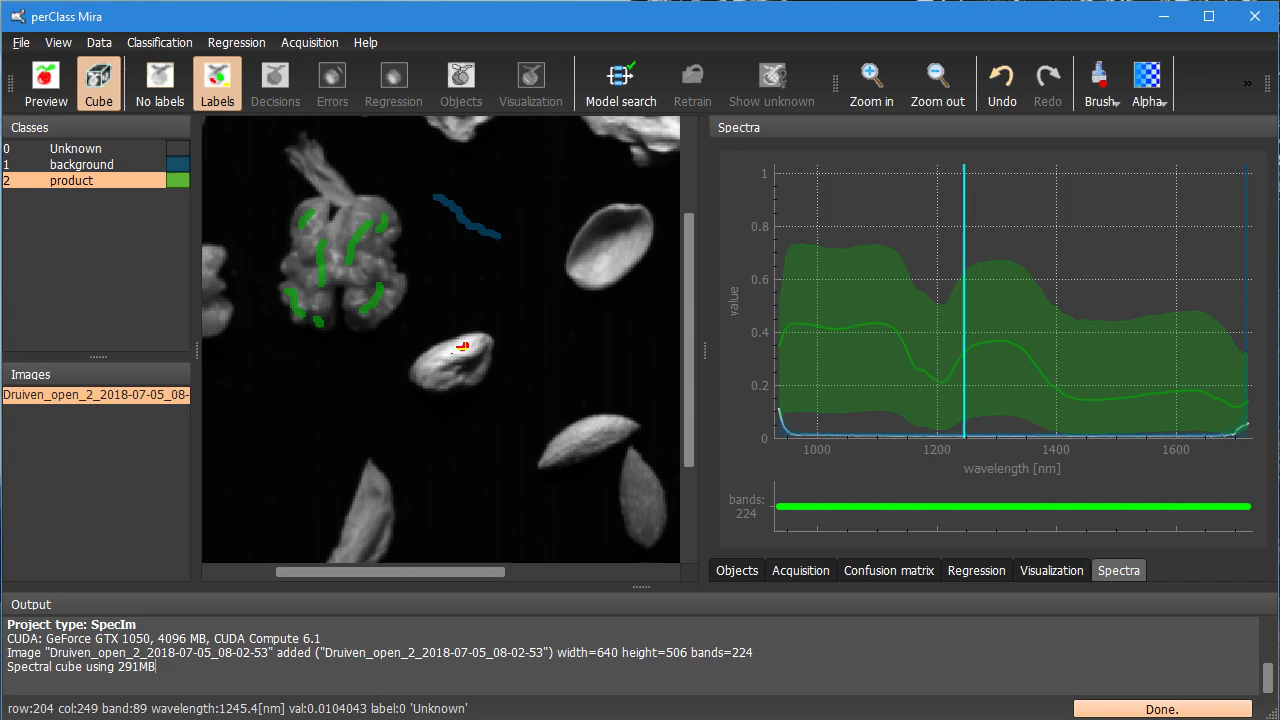 perClass Mira
File View Data Classification Regression Acquisition Help
Preview Cube No labels Labels Decisions Errors Regression Objects Visualization Model search Retrain Show unknown Zoom in Zoom out Undo Redo Brush Alpha »
Classes
0 Unknown
1 background
2 product
Images
Druiven_open_2_2018-07-05_08-
Spectra
1
0.8
0.6
0.4
0.2
0
value
1000 1200 1400 1600
wavelength [nm]
bands:
224
Objects Acquisition Confusion matrix Regression Visualization Spectra
Output
Project type: SpecIm
CUDA: GeForce GTX 1050, 4096 MB, CUDA Compute 6.1
Image "Druiven_open_2_2018-07-05_08-02-53" added ("Druiven_open_2_2018-07-05_08-02-53") width=640 height=506 bands=224
Spectral cube using 291MB
row:204 col:249 band:89 wavelength:1245.4[nm] val:0.0104043 label:0 'Unknown'
Done.